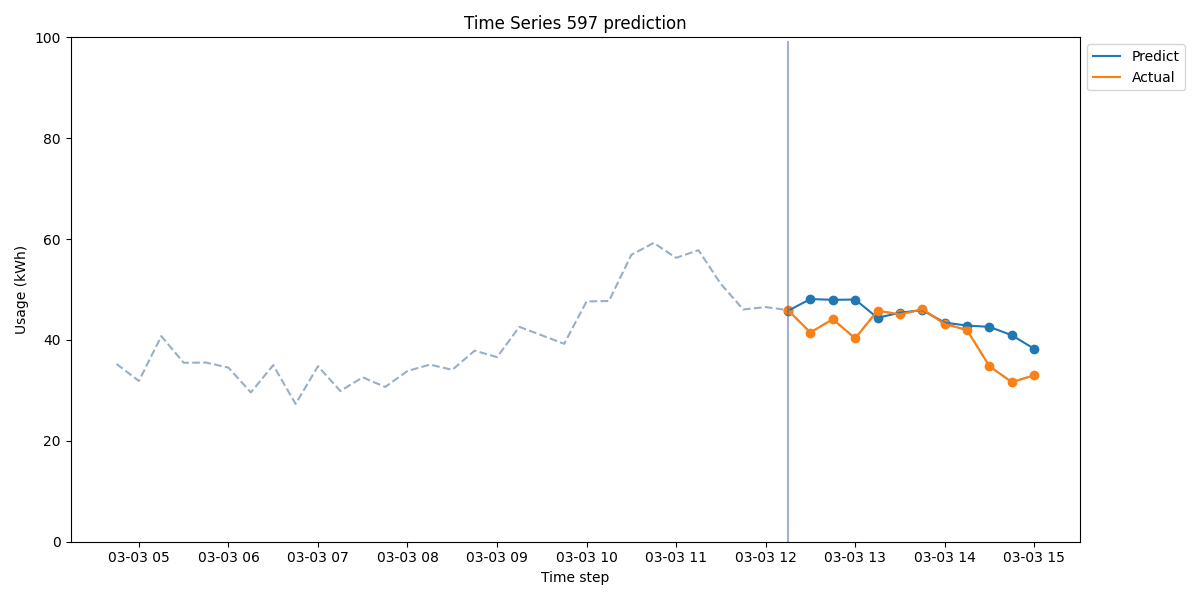 Time Series 597 prediction
Predict
Actual
100
80
60
40
20
0
Usage (kWh)
03-03 05 03-03 06 03-03 07 03-03 08 03-03 09 03-03 10 03-03 11 03-03 12 03-03 13 03-03 14 03-03 15
Time step